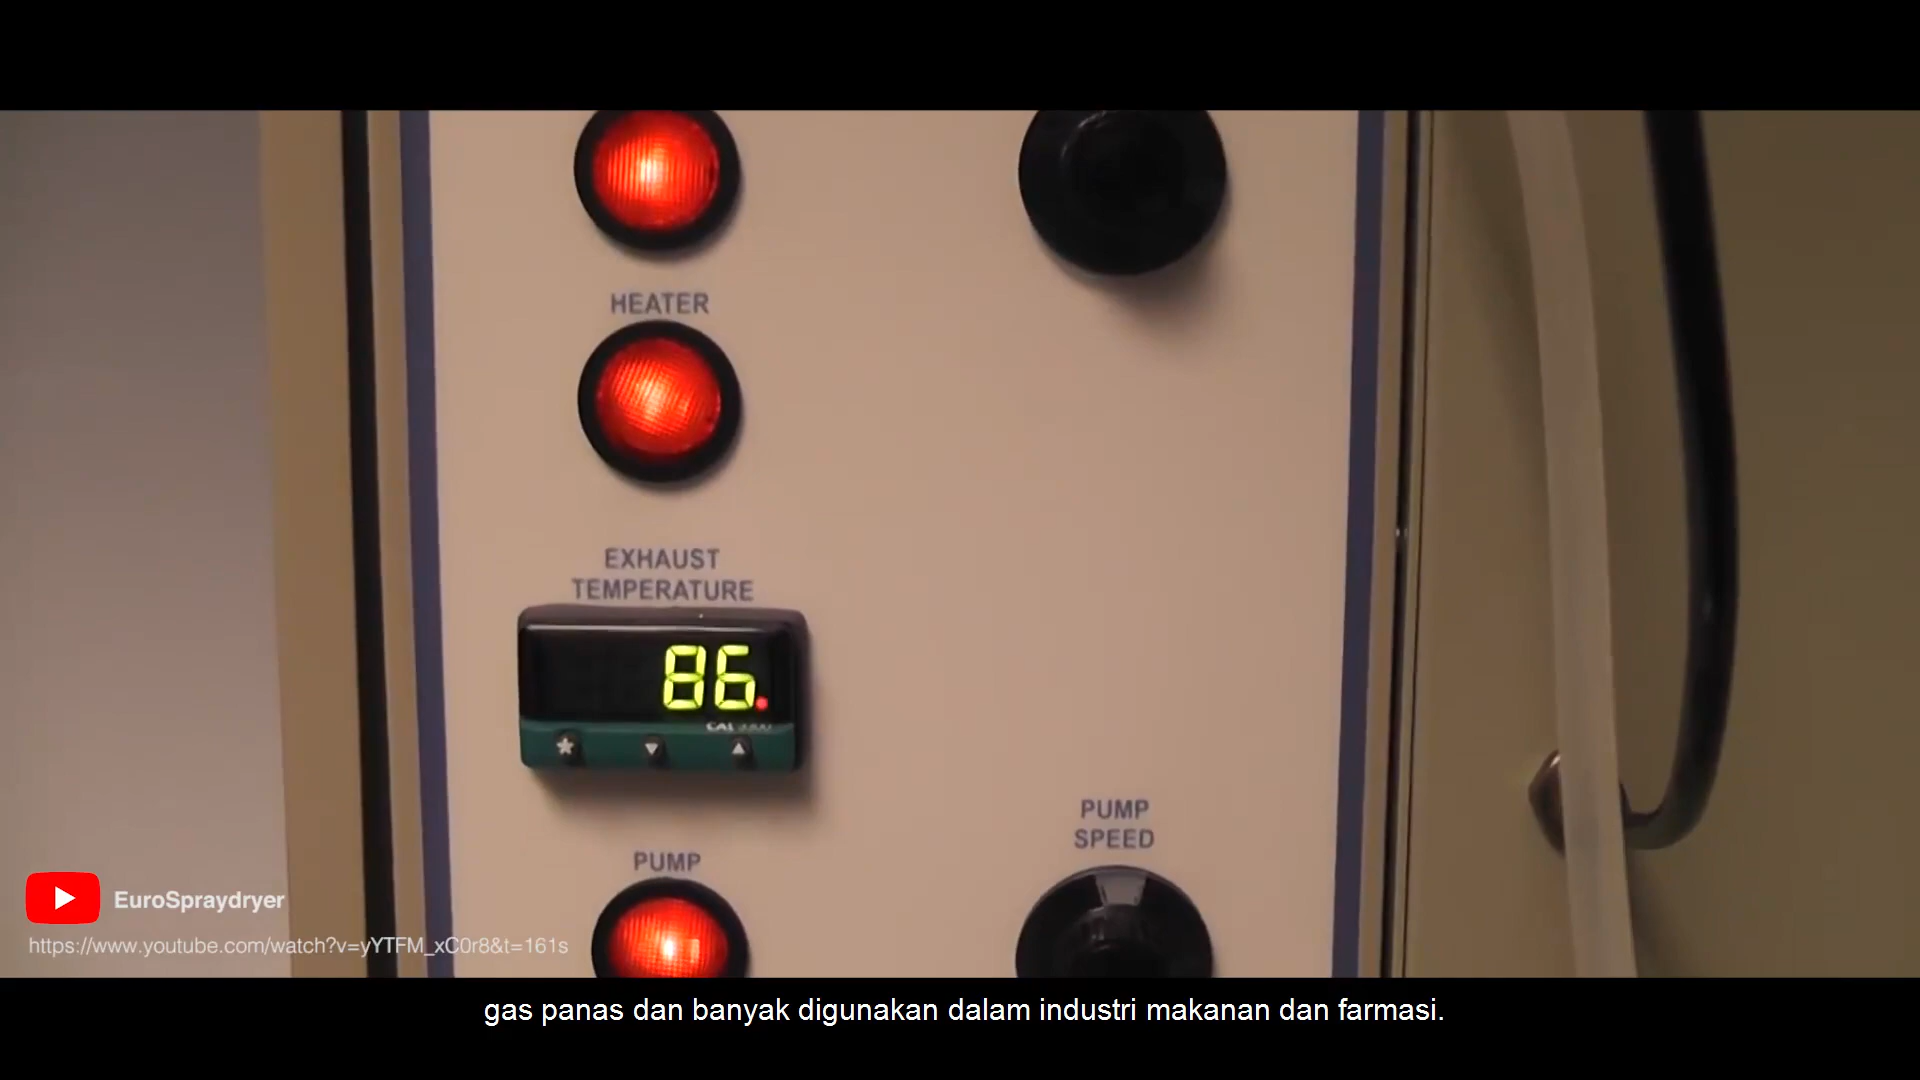 HEATER
EXHAUST
TEMPERATURE
86.
CAL
PUMP
SPEED
PUMP
EuroSpraydryer
https://www.youtube.com/watch?v=yYTFM_xC0r8&t=161s
gas panas dan banyak digunakan dalam industri makanan dan farmasi.